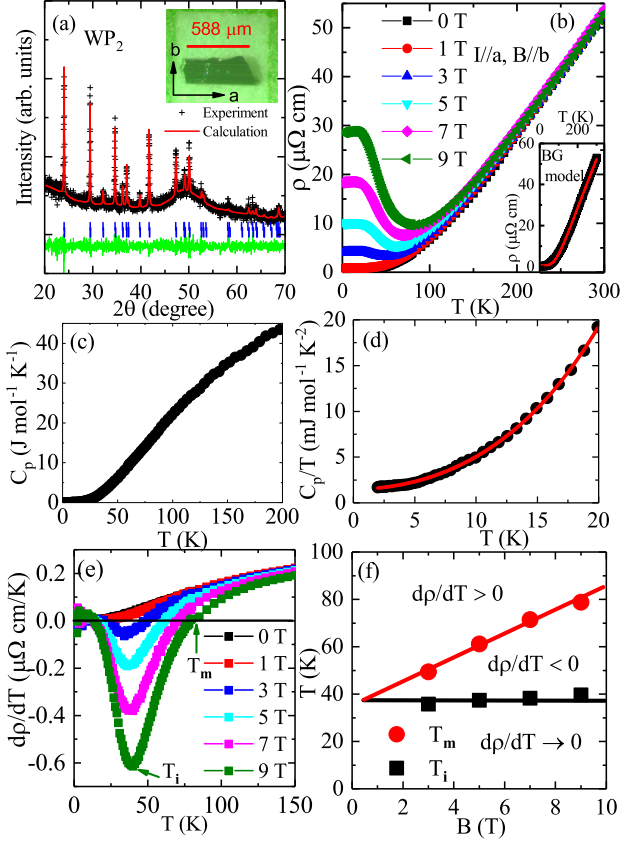 (a)
WP2
588 μm
b
a
Experiment
Calculation
Intensity (arb. units)
20 30 40 50 60 70
2θ (degree)
(b)
0 T
1 T
3 T
5 T
7 T
9 T
I//a, B//b
ρ (μΩ cm)
0 10 20 30 40 50
0 100 200 300
T (K)
T (K)
0 200
BG
model
ρ (μΩ cm)
0 20 40 60
(c)
Cp (J mol⁻¹ K⁻¹)
0 10 20 30 40
0 50 100 150 200
T (K)
(d)
Cp/T (mJ mol⁻¹ K⁻²)
0 5 10 15 20
0 5 10 15 20
T (K)
(e)
dρ/dT (μΩ cm/K)
0.2
0.0
-0.2
-0.4
-0.6
0 T
1 T
3 T
5 T
7 T
9 T
Tm
Ti
0 50 100 150
T (K)
(f)
T (K)
100
80
60
40
20
0
dρ/dT > 0
dρ/dT < 0
dρ/dT → 0
Tm
Ti
2 4 6 8 10
B (T)